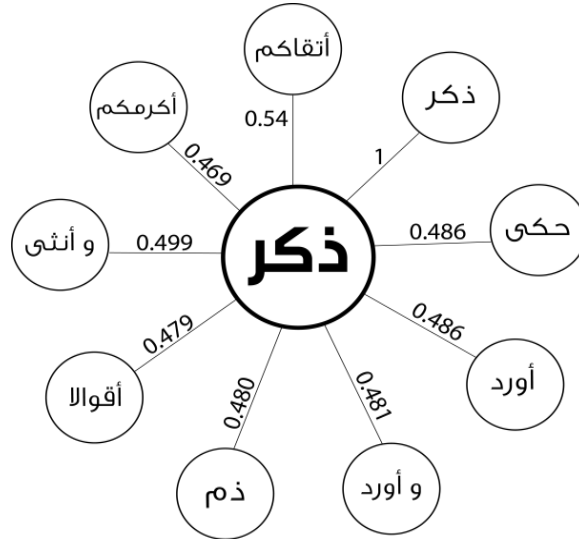 أتقاكم
ذكر
أكرمكم
0.54
1
0.469
حكى
0.486
ذكر
0.499
و أنثى
0.486
0.479
أورد
أقوالا
0.480
0.481
ذم
و أورد